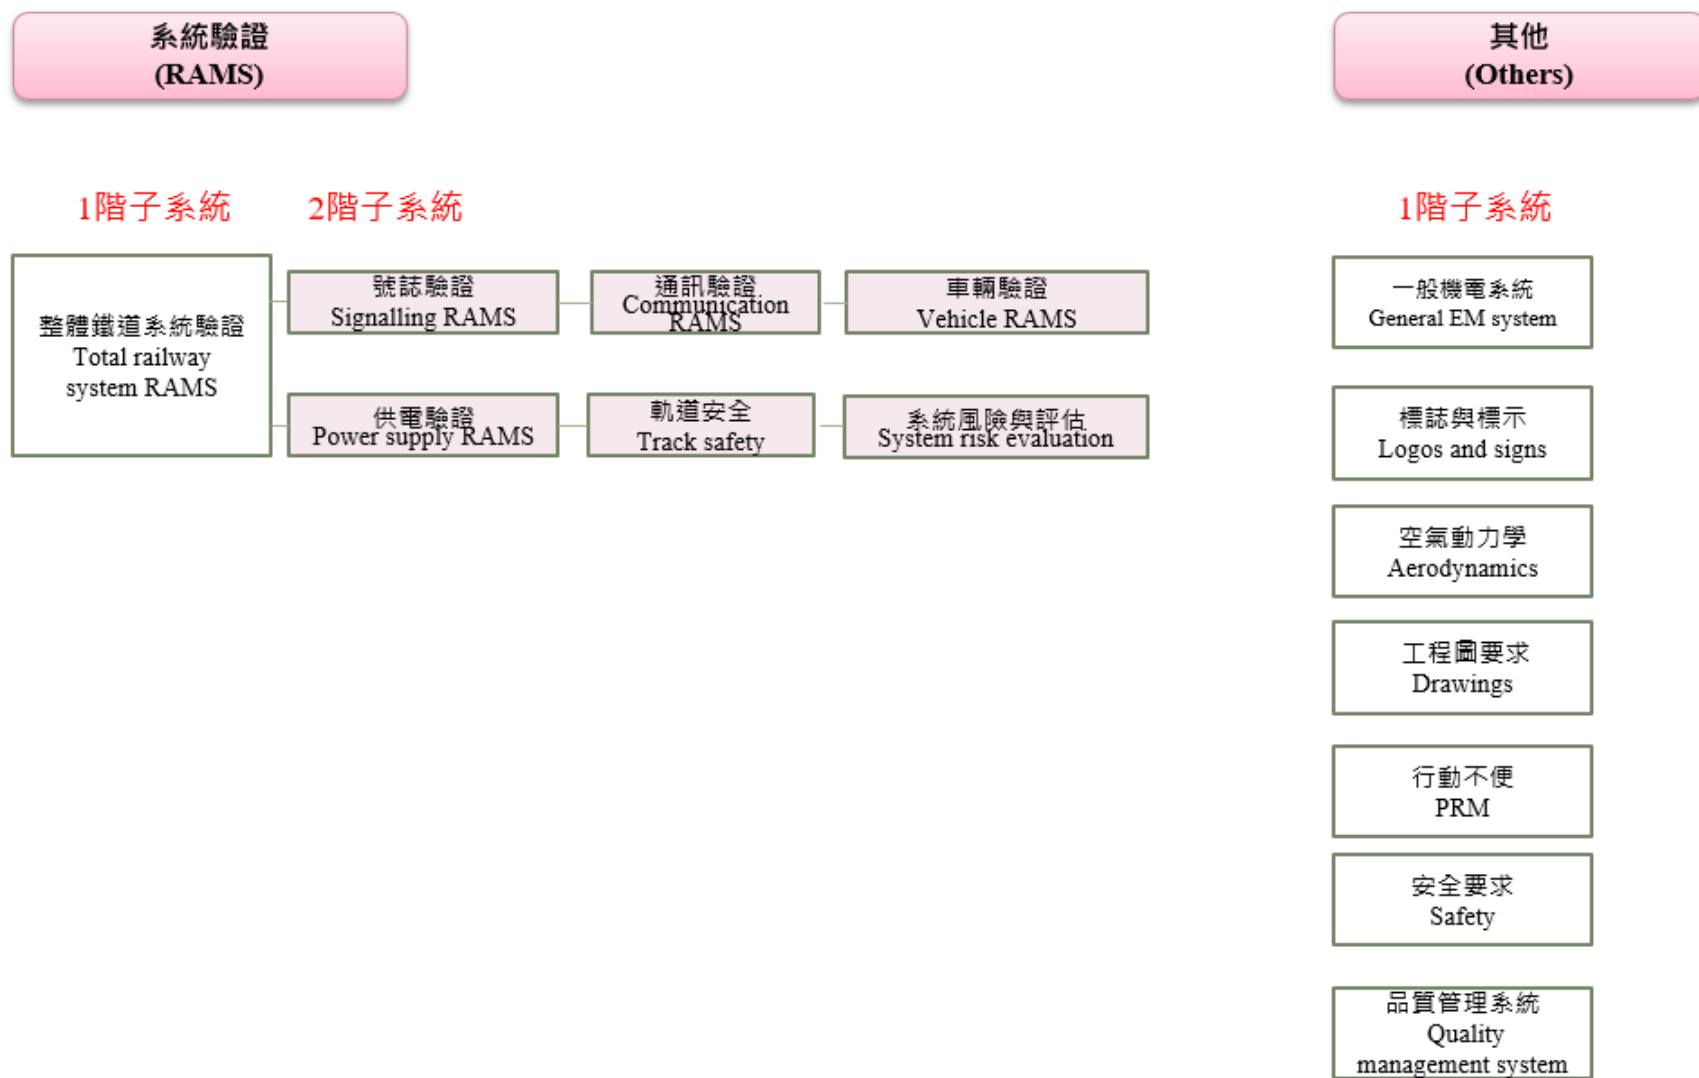 系統驗證
(RAMS)
其他
(Others)
1階子系統
2階子系統
1階子系統
整體鐵道系統驗證
Total railway
system RAMS
號誌驗證
Signalling RAMS
通訊驗證
Communication
RAMS
車輛驗證
Vehicle RAMS
供電驗證
Power supply RAMS
軌道安全
Track safety
系統風險與評估
System risk evaluation
一般機電系統
General EM system
標誌與標示
Logos and signs
空氣動力學
Aerodynamics
工程圖要求
Drawings
行動不便
PRM
安全要求
Safety
品質管理系統
Quality
management system